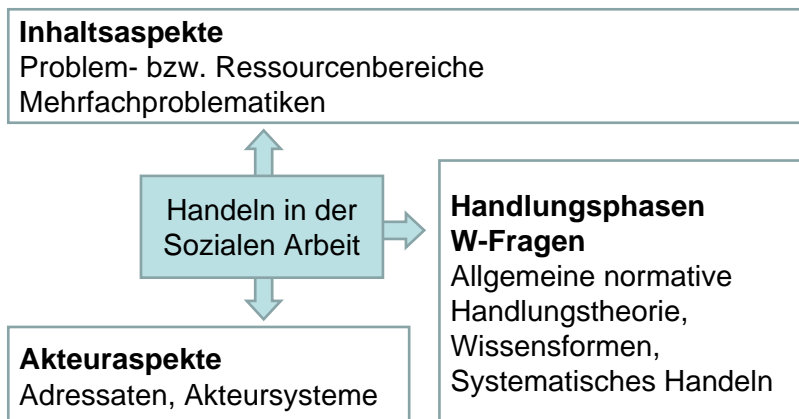 Inhaltsaspekte
Problem- bzw. Ressourcenbereiche
Mehrfachproblematiken
Handeln in der
Sozialen Arbeit
Handlungsphasen
W-Fragen
Allgemeine normative
Handlungstheorie,
Wissensformen,
Systematisches Handeln
Akteuraspekte
Adressaten, Akteursysteme